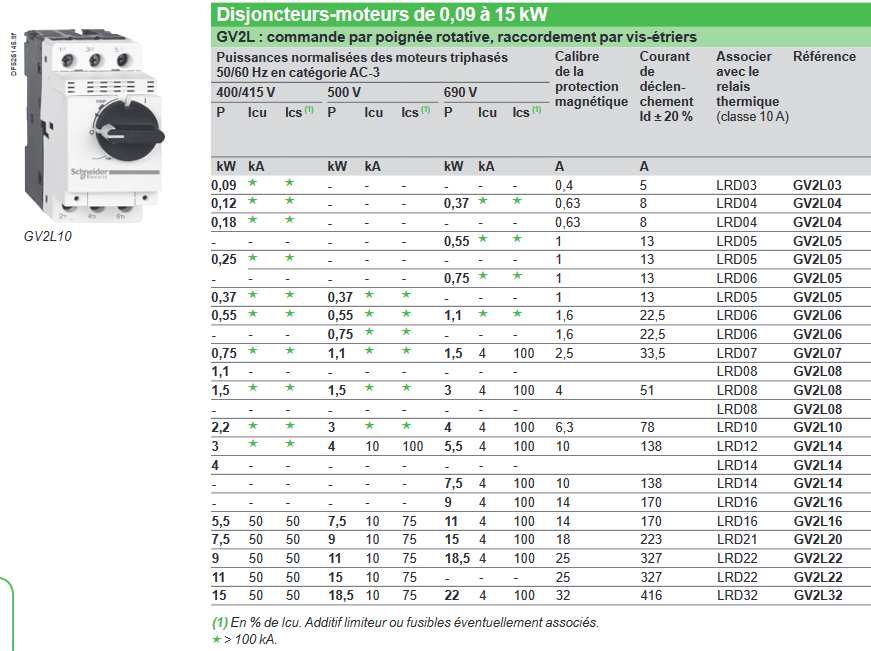 Disjoncteurs-moteurs de 0,09 à 15 kW
GV2L : commande par poignée rotative, raccordement par vis-étriers
DF526145.tif
Schneider
Electric
GV2L10
Puissances normalisées des moteurs triphasés 50/60 Hz en catégorie AC-3 | Calibre de la protection magnétique | Courant de déclen-chement Id ± 20 % | Associer avec le relais thermique (classe 10 A) | Référence
400/415 V 500 V 690 V
P Icu Ics (1) P Icu Ics (1) P Icu Ics (1)
kW kA kW kA kW kA A A
0,09 ★ ★ - - - - - - 0,4 5 LRD03 GV2L03
0,12 ★ ★ - - - 0,37 ★ ★ 0,63 8 LRD04 GV2L04
0,18 ★ ★ - - - - - - 0,63 8 LRD04 GV2L04
- - - - - - 0,55 ★ ★ 1 13 LRD05 GV2L05
0,25 ★ ★ - - - - - - 1 13 LRD05 GV2L05
- - - - - - 0,75 ★ ★ 1 13 LRD06 GV2L05
0,37 ★ ★ 0,37 ★ ★ - - - 1 13 LRD05 GV2L05
0,55 ★ ★ 0,55 ★ ★ 1,1 ★ ★ 1,6 22,5 LRD06 GV2L06
- - - 0,75 ★ ★ - - - 1,6 22,5 LRD06 GV2L06
0,75 ★ ★ 1,1 ★ ★ 1,5 4 100 2,5 33,5 LRD07 GV2L07
1,1 - - - - - - - - LRD08 GV2L08
1,5 ★ ★ 1,5 ★ ★ 3 4 100 4 51 LRD08 GV2L08
- - - - - - - - - LRD08 GV2L08
2,2 ★ ★ 3 ★ ★ 4 4 100 6,3 78 LRD10 GV2L10
3 ★ ★ 4 10 100 5,5 4 100 10 138 LRD12 GV2L14
4 - - - - - - - - LRD14 GV2L14
- - - - - - 7,5 4 100 10 138 LRD14 GV2L14
- - - - - - 9 4 100 14 170 LRD16 GV2L16
5,5 50 50 7,5 10 75 11 4 100 14 170 LRD16 GV2L16
7,5 50 50 9 10 75 15 4 100 18 223 LRD21 GV2L20
9 50 50 11 10 75 18,5 4 100 25 327 LRD22 GV2L22
11 50 50 15 10 75 - - - 25 327 LRD22 GV2L22
15 50 50 18,5 10 75 22 4 100 32 416 LRD32 GV2L32
(1) En % de Icu. Additif limiteur ou fusibles éventuellement associés.
★ > 100 kA.